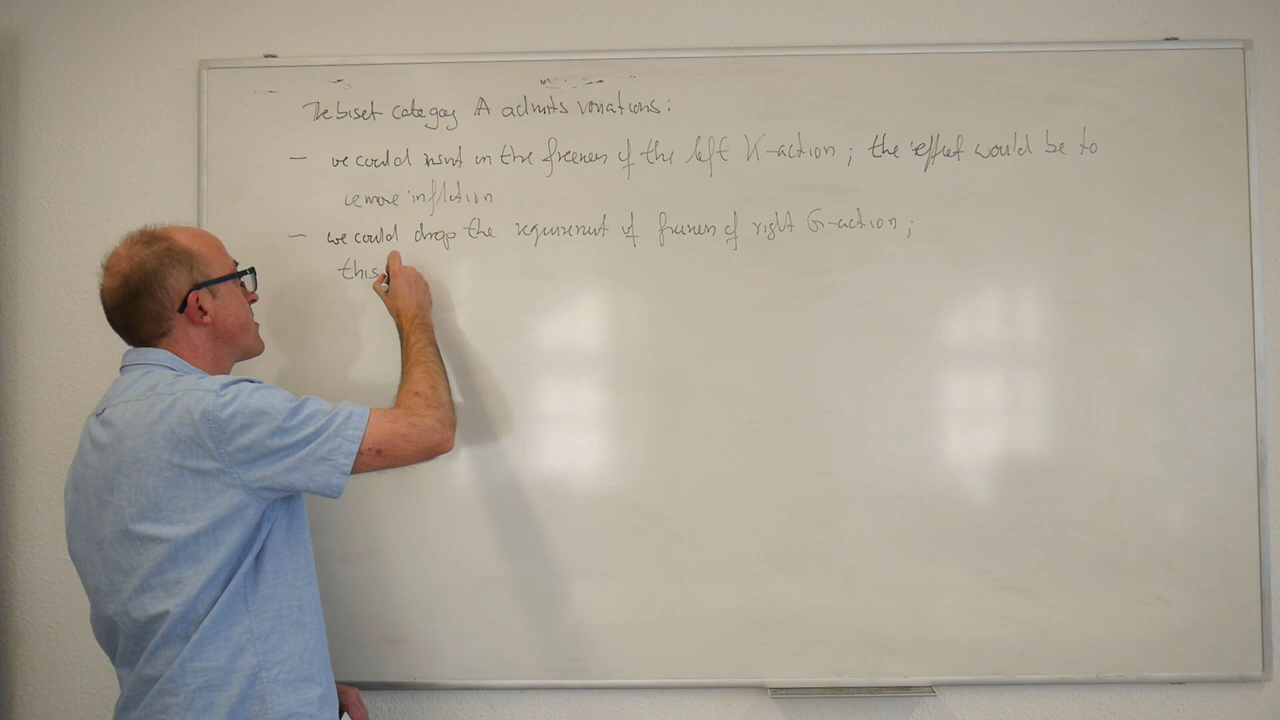 The biset category A admits variations:
– we could insist on the freeness of the left K-action; the effect would be to
remove inflation
– we could drop the requirement of freeness of right G-action;
this